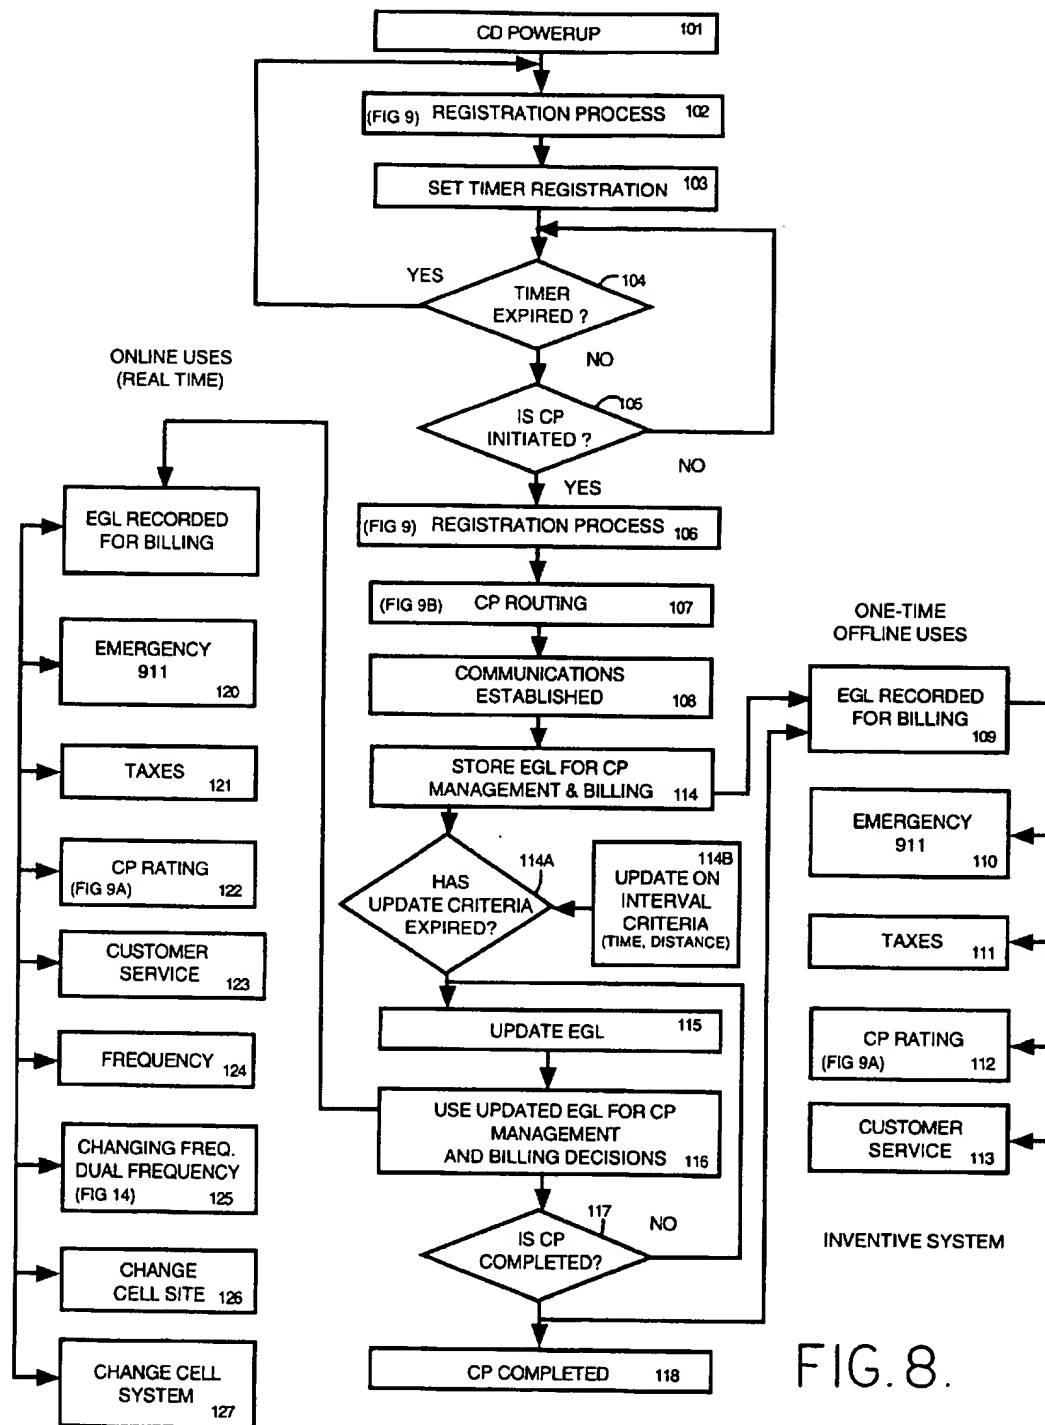 CD POWERUP 101
(FIG 9) REGISTRATION PROCESS 102
SET TIMER REGISTRATION 103
YES
104
TIMER
EXPIRED ?
NO
105
IS CP
INITIATED ?
NO
YES
(FIG 9) REGISTRATION PROCESS 106
(FIG 9B) CP ROUTING 107
COMMUNICATIONS
ESTABLISHED
108
STORE EGL FOR CP
MANAGEMENT & BILLING 114
114A
HAS
UPDATE CRITERIA
EXPIRED?
114B
UPDATE ON
INTERVAL
CRITERIA
(TIME, DISTANCE)
UPDATE EGL 115
USE UPDATED EGL FOR CP
MANAGEMENT
AND BILLING DECISIONS 116
117
NO
IS CP
COMPLETED?
CP COMPLETED 118
ONLINE USES
(REAL TIME)
EGL RECORDED
FOR BILLING
EMERGENCY
911
120
TAXES
121
CP RATING
(FIG 9A) 122
CUSTOMER
SERVICE
123
FREQUENCY
124
CHANGING FREQ.
DUAL FREQUENCY
(FIG 14) 125
CHANGE
CELL SITE 126
CHANGE CELL
SYSTEM
127
ONE-TIME
OFFLINE USES
EGL RECORDED
FOR BILLING
109
EMERGENCY
911
110
TAXES
111
CP RATING
(FIG 9A) 112
CUSTOMER
SERVICE
113
INVENTIVE SYSTEM
FIG. 8.